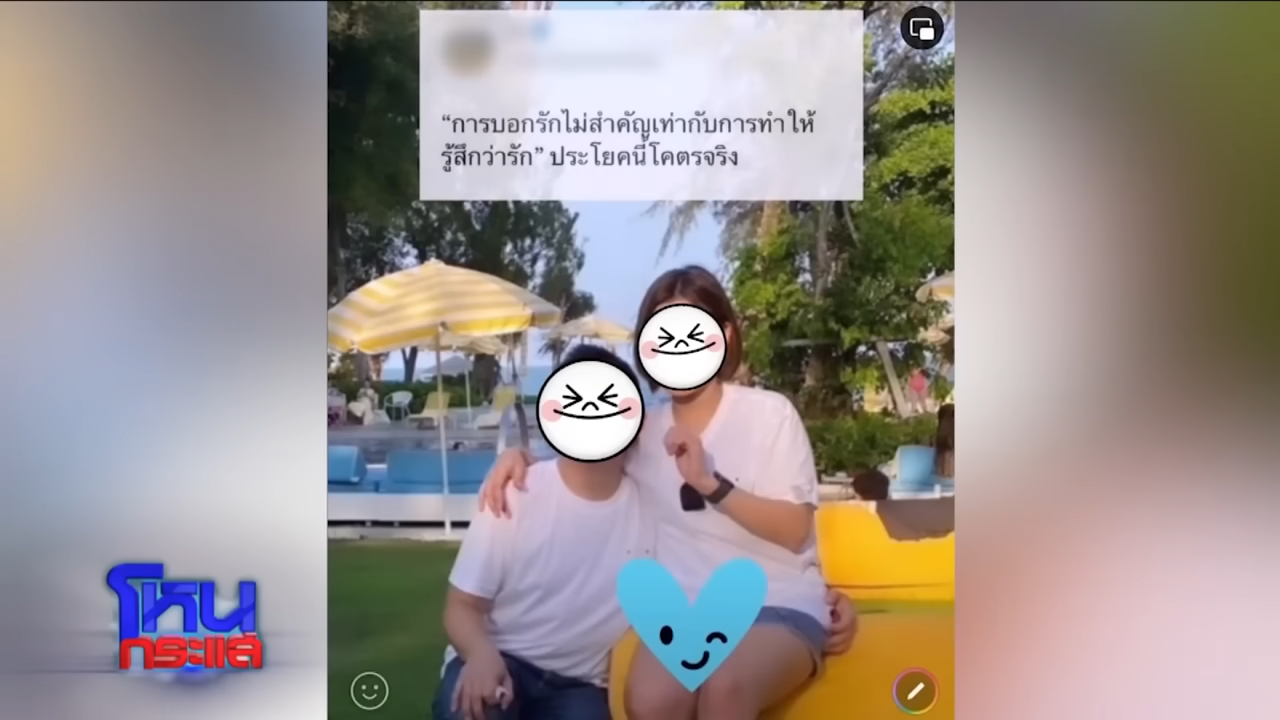 “การบอกรักไม่สำคัญเท่ากับการทำให้
รู้สึกว่ารัก” ประโยคนี้โคตรจริง
โหน
กระแส